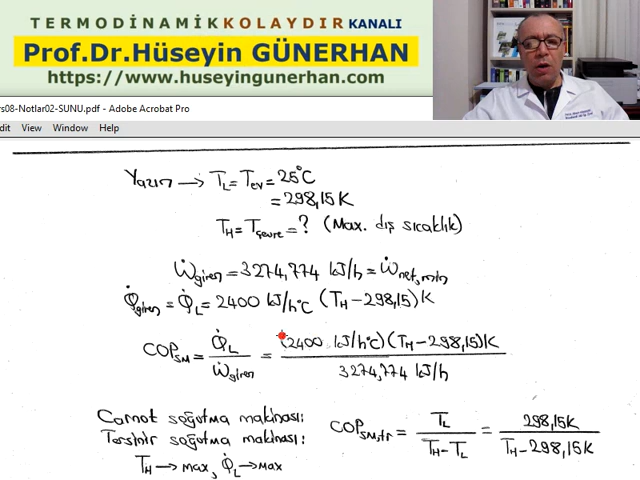 TERMODİNAMİKKOLAYDIR KANALI
Prof.Dr.Hüseyin GÜNERHAN
https://www.huseyingunerhan.com
rs08-Notlar02-SUNU.pdf - Adobe Acrobat Pro
dit View Window Help
Yazın → T_L = T_ev = 25°C
= 298,15 K
T_H = T_çevre = ? (Max. dış sıcaklık)
Ẇ_giren = 3274,774 kJ/h = Ẇ_net,min
Q̇_giren = Q̇_L = 2400 kJ/h°C (T_H − 298,15) K
COP_SM = Q̇_L / Ẇ_giren = (2400 kJ/h°C) (T_H − 298,15) K / 3274,774 kJ/h
Carnot soğutma makinası:
Tersinir soğutma makinası:
COP_SM,tr = T_L / (T_H − T_L) = 298,15 K / (T_H − 298,15 K)
T_H → max, Q̇_L → max